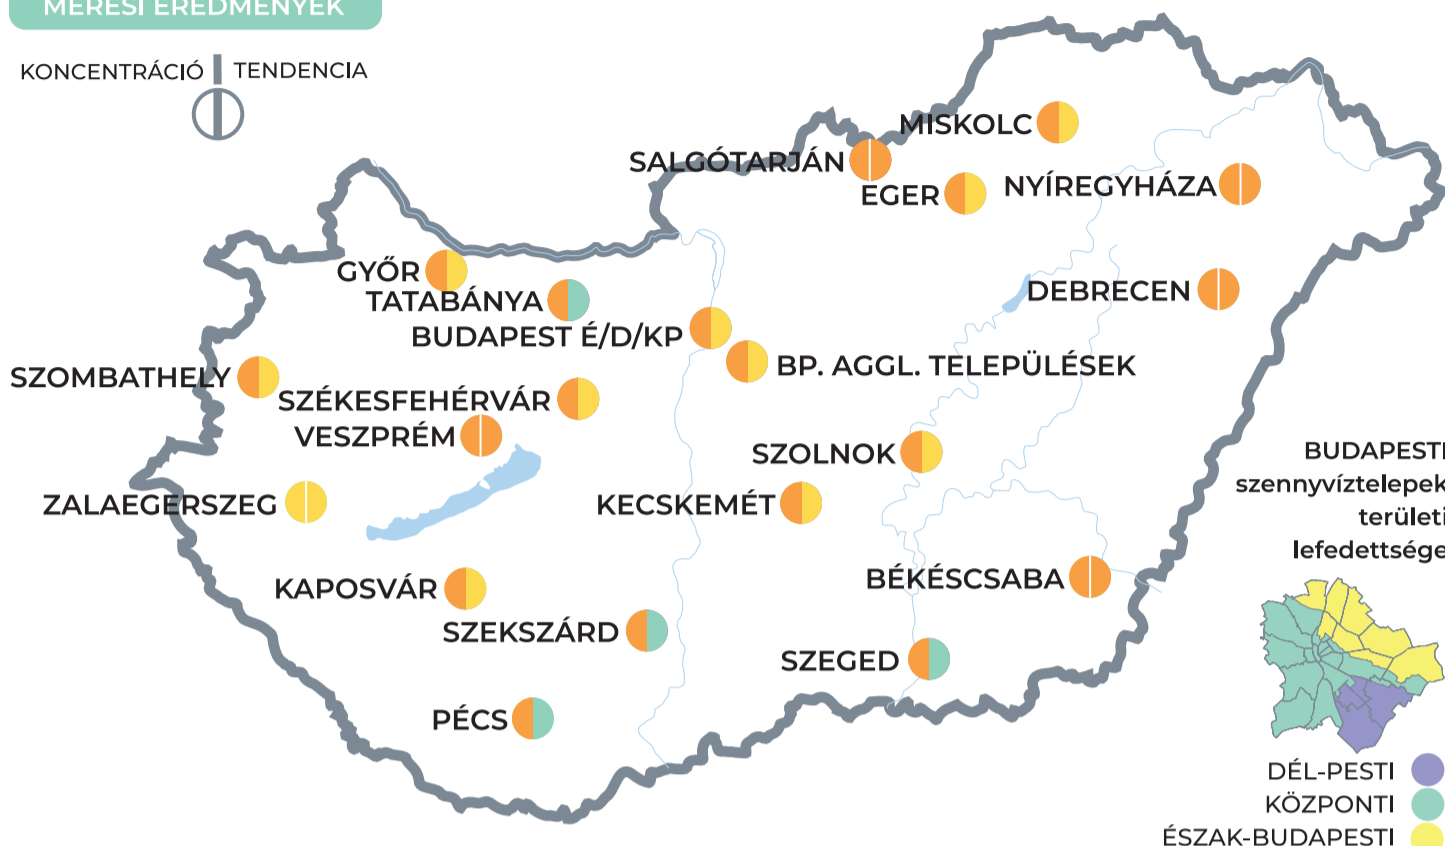 MÉRÉSI EREDMÉNYEK
KONCENTRÁCIÓ TENDENCIA
MISKOLC
SALGÓTARJÁN
EGER
NYÍREGYHÁZA
GYŐR
TATABÁNYA
DEBRECEN
BUDAPEST É/D/KP
BP. AGGL. TELEPÜLÉSEK
SZOMBATHELY
SZÉKESFEHÉRVÁR
VESZPRÉM
SZOLNOK
ZALAEGERSZEG
KECSKEMÉT
BÉKÉSCSABA
KAPOSVÁR
SZEKSZÁRD
SZEGED
PÉCS
BUDAPESTI
szennyvíztelepek
területi
lefedettsége
DÉL-PESTI
KÖZPONTI
ÉSZAK-BUDAPESTI